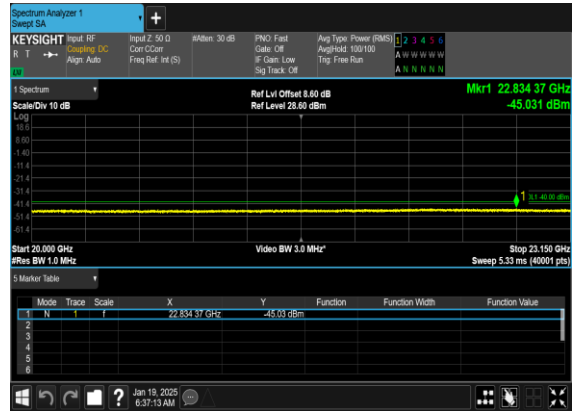 Spectrum Analyzer 1
Swept SA
+
KEYSIGHT Input: RF Input Z: 50 Ω #Atten: 30 dB PNO: Fast Avg Type: Power (RMS) 1 2 3 4 5 6
R T Coupling: DC Corr CCorr Gate: Off Avg|Hold: 100/100 A W W W W W
Align: Auto Freq Ref: Int (S) IF Gain: Low Trig: Free Run
Sig Track: Off A N N N N N
1 Spectrum Ref Lvl Offset 8.60 dB Mkr1 22.834 37 GHz
Scale/Div 10 dB Ref Level 28.60 dBm -45.031 dBm
Log
18.6
8.60
-1.40
-11.4
-21.4
-31.4
-41.4 1 DL1 -40.00 dBm
-51.4
-61.4
Start 20.000 GHz Video BW 3.0 MHz* Stop 23.150 GHz
#Res BW 1.0 MHz Sweep 5.33 ms (40001 pts)
5 Marker Table
Mode Trace Scale X Y Function Function Width Function Value
1 N 1 f 22.834 37 GHz -45.03 dBm
2
3
4
5
6
? Jan 19, 2025
6:37:13 AM